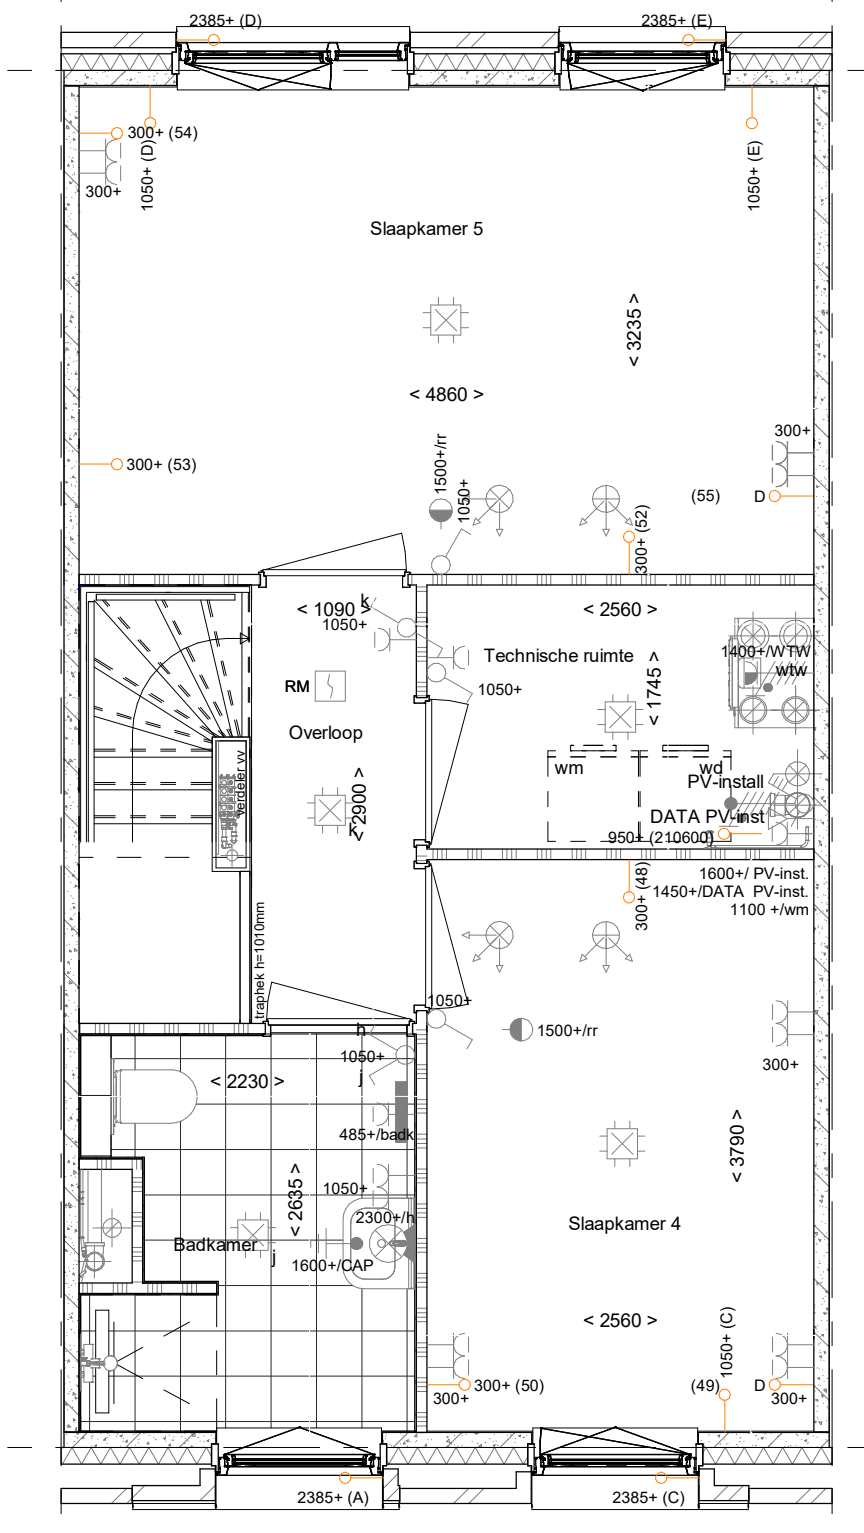 2385+ (D)
2385+ (E)
300+ (54)
300+
1050+ (D)
1050+ (E)
Slaapkamer 5
< 3235 >
< 4860 >
300+
1500+/rr
1050+
300+ (53)
(55)
D
300+ (52)
< 1090 >
k
1050+
< 2560 >
Technische ruimte
1400+/WTW
wtw
1050+
< 1745 >
RM
Overloop
wm
wd
PV-install
verdeler vv
< 2900 >
k
DATA PV-inst
950+ (210600)
300+ (48)
1600+/ PV-inst.
1450+/DATA PV-inst.
1100 +/wm
traphek h=1010mm
1050+
h
1050+
j
1500+/rr
300+
< 2230 >
485+/badk
< 3790 >
1050+
< 2635 >
2300+/h
Slaapkamer 4
Badkamer
j
1600+/CAP
< 2560 >
1050+ (C)
300+ (50)
300+
(49)
D
300+
2385+ (A)
2385+ (C)